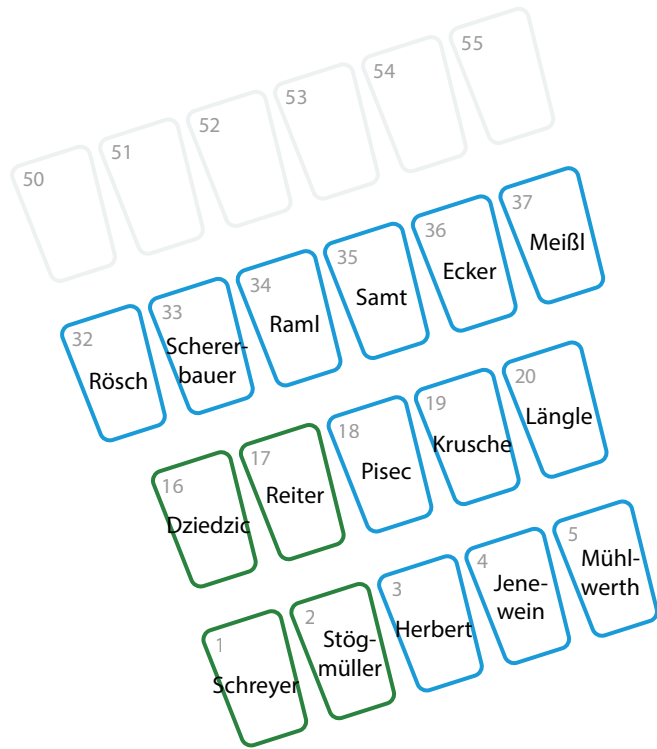 50
51
52
53
54
55
32
Rösch
33
Scherer-
bauer
34
Raml
35
Samt
36
Ecker
37
Meißl
16
Dziedzic
17
Reiter
18
Pisec
19
Krusche
20
Längle
1
Schreyer
2
Stög-
müller
3
Herbert
4
Jene-
wein
5
Mühl-
werth